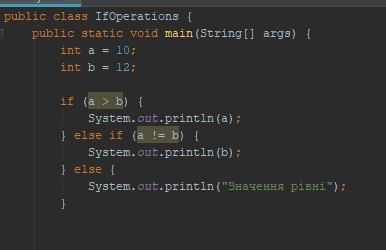 public class IfOperations {
    public static void main(String[] args) {
        int a = 10;
        int b = 12;

        if (a > b) {
            System.out.println(a);
        } else if (a != b) {
            System.out.println(b);
        } else {
            System.out.println("Значення рівні");
        }